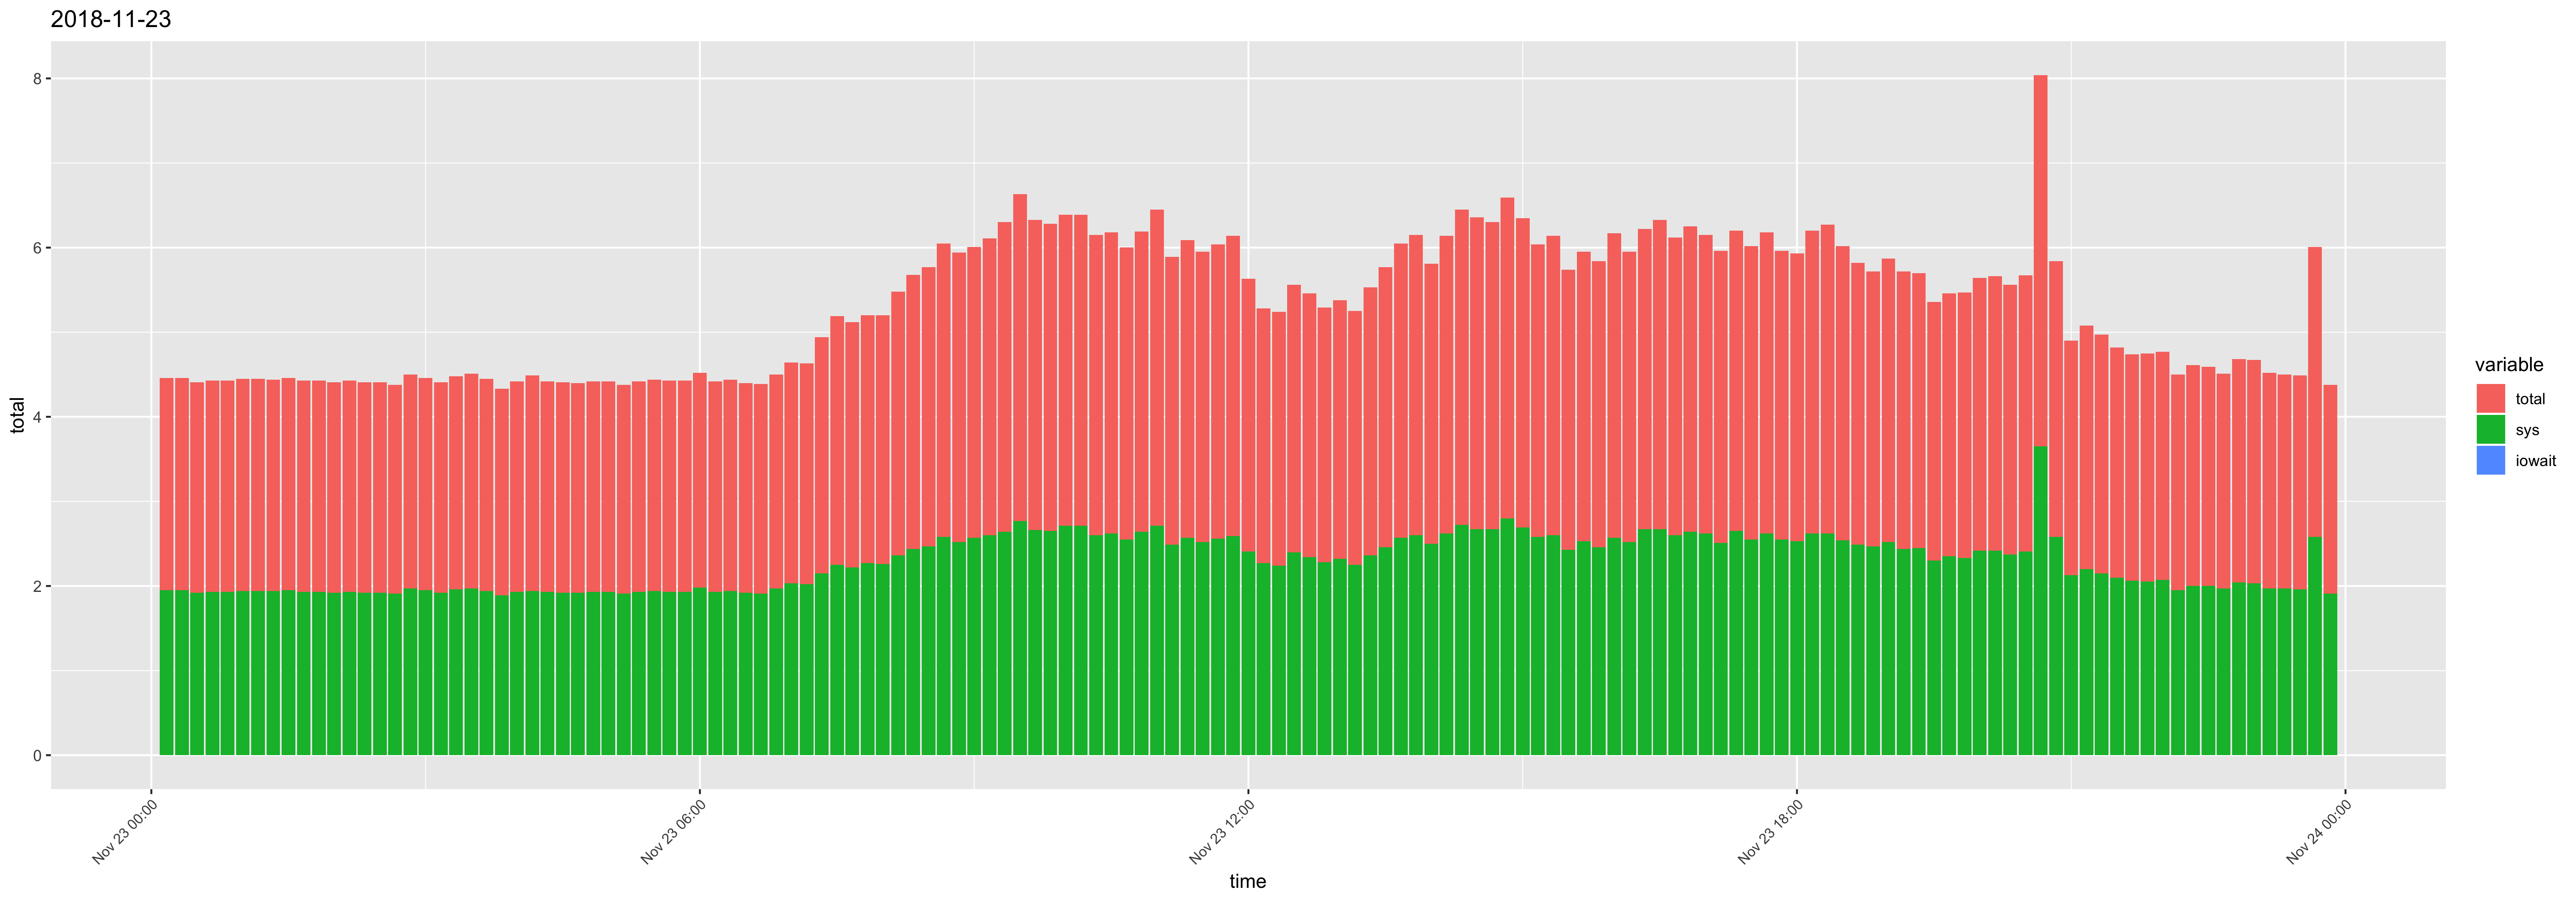 2018-11-23
total
8
6
4
2
0
Nov 23 00:00
Nov 23 06:00
Nov 23 12:00
Nov 23 18:00
Nov 24 00:00
time
variable
total
sys
iowait